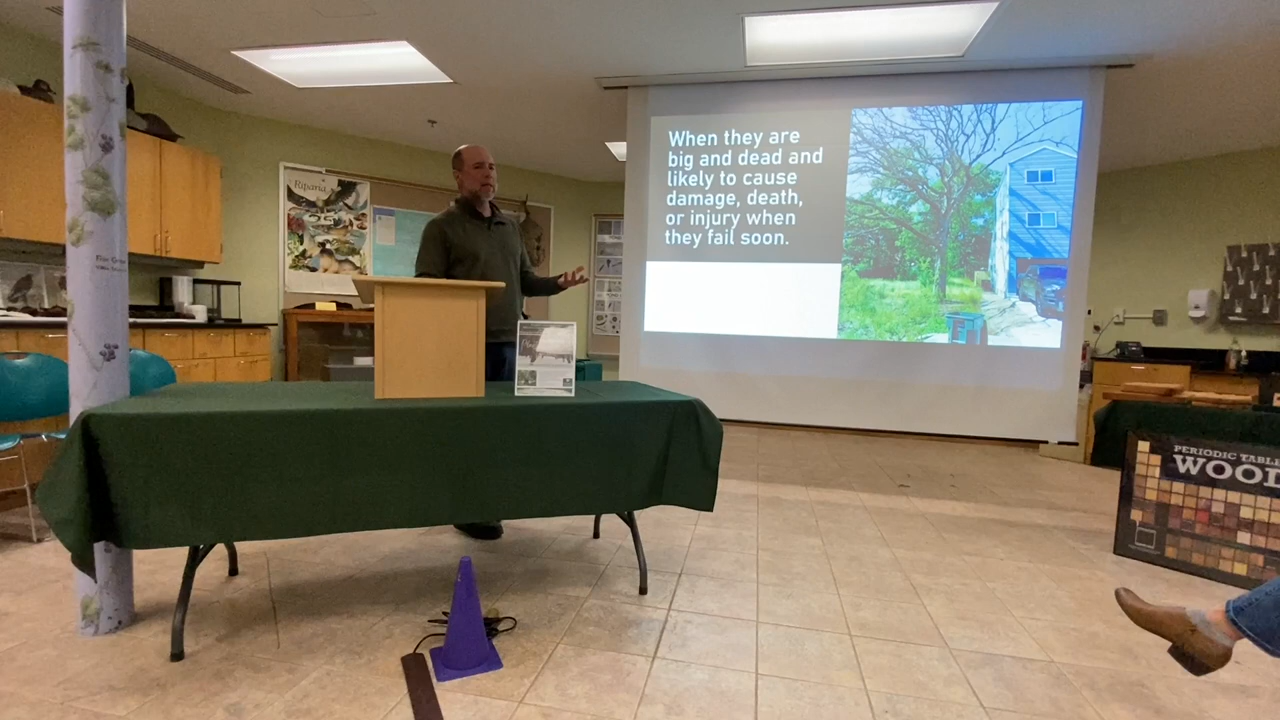 When they are
big and dead and
likely to cause
damage, death,
or injury when
they fail soon.
Riparia
PERIODIC TABLE
WOOD